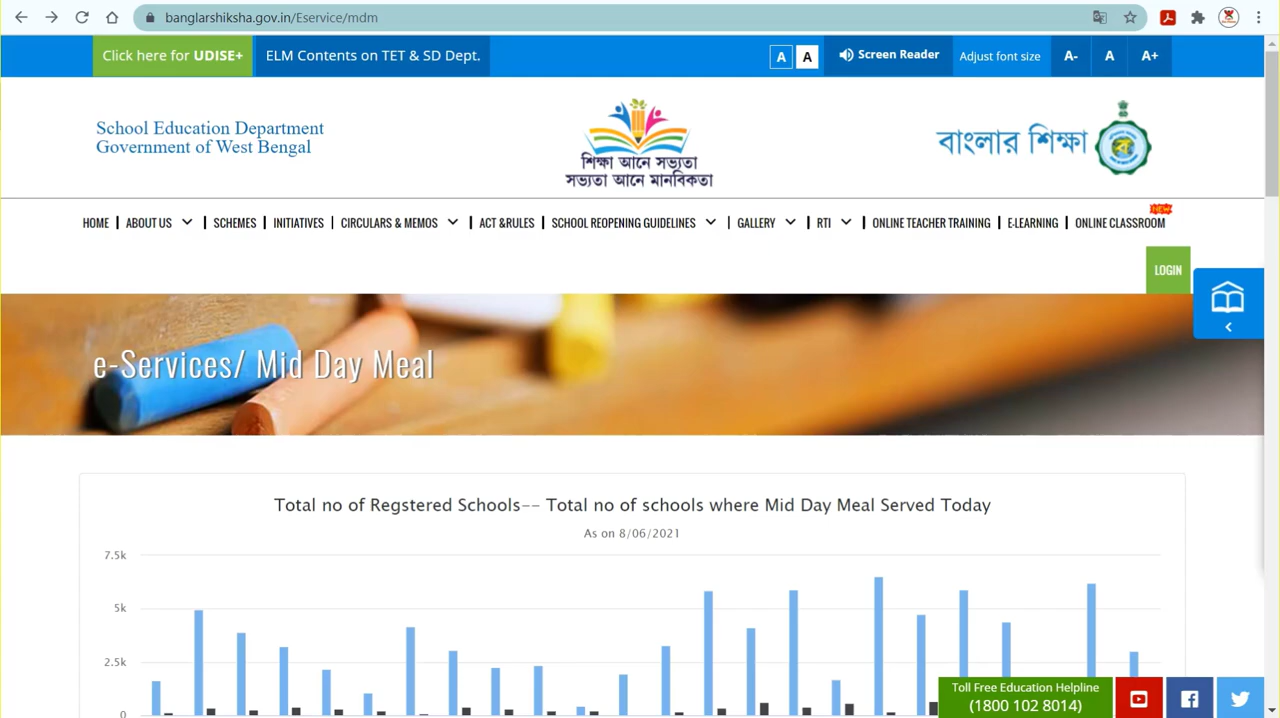 banglarshiksha.gov.in/Eservice/mdm
Click here for UDISE+
ELM Contents on TET & SD Dept.
A A
Screen Reader
Adjust font size
A- A A+
School Education Department
Government of West Bengal
শিক্ষা আনে সভ্যতা
সভ্যতা আনে মানবিকতা
বাংলার শিক্ষা
NEW
HOME | ABOUT US | SCHEMES | INITIATIVES | CIRCULARS & MEMOS | ACT &RULES | SCHOOL REOPENING GUIDELINES | GALLERY | RTI | ONLINE TEACHER TRAINING | E-LEARNING | ONLINE CLASSROOM
LOGIN
e-Services/ Mid Day Meal
Total no of Regstered Schools-- Total no of schools where Mid Day Meal Served Today
As on 8/06/2021
7.5k
5k
2.5k
0
Toll Free Education Helpline
(1800 102 8014)